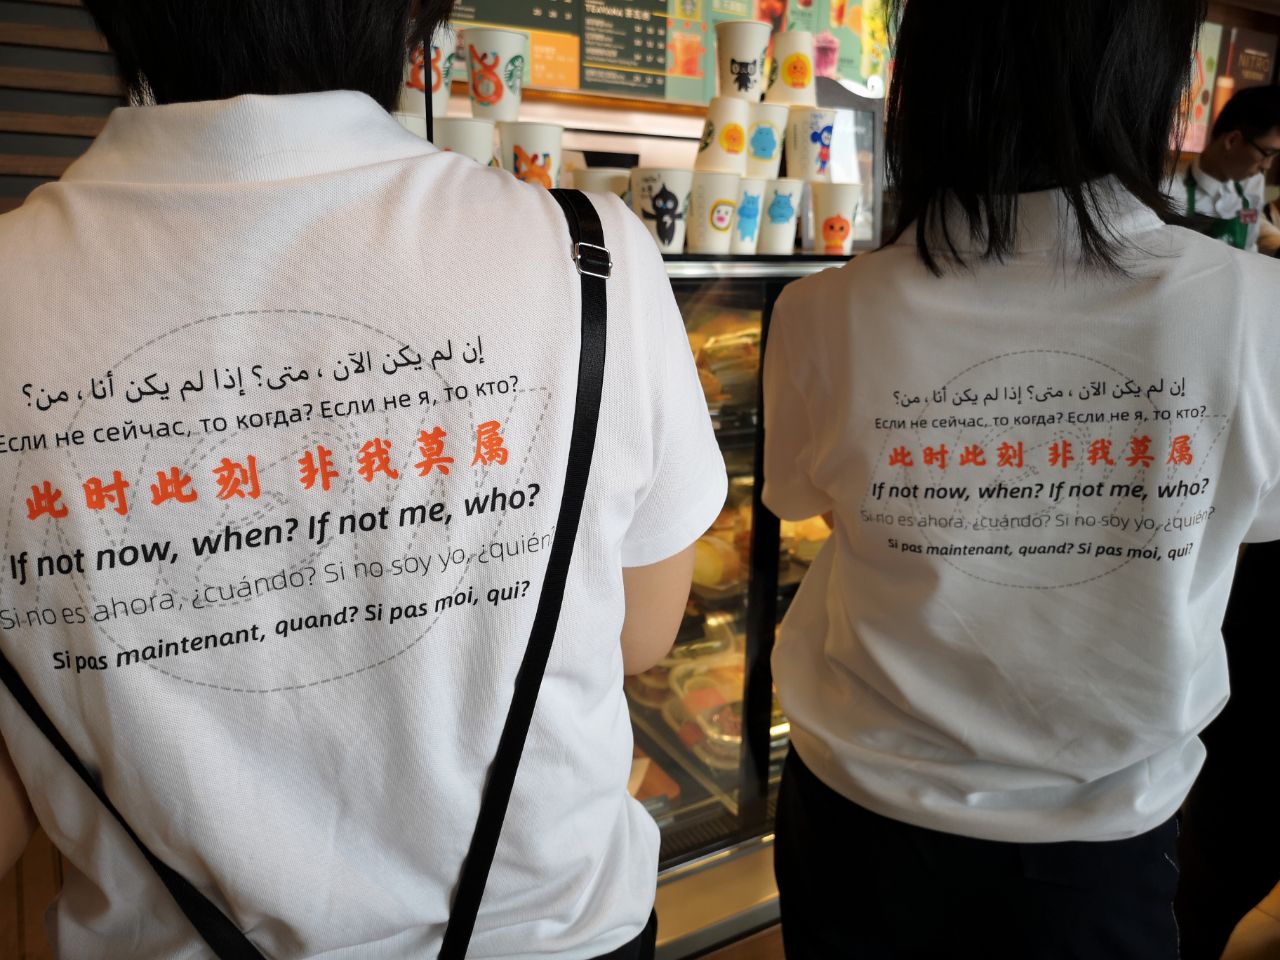 TEAVANA
NITRO
إن لم يكن الآن ، متى؟ إذا لم يكن أنا ، من؟
Если не сейчас, то когда? Если не я, то кто?
此时此刻 非我莫属
If not now, when? If not me, who?
Si no es ahora, ¿cuándo? Si no soy yo, ¿quién?
Si pas maintenant, quand? Si pas moi, qui?
إن لم يكن الآن ، متى؟ إذا لم يكن أنا ، من؟
Если не сейчас, то когда? Если не я, то кто?
此时此刻 非我莫属
If not now, when? If not me, who?
Si no es ahora, ¿cuándo? Si no soy yo, ¿quién?
Si pas maintenant, quand? Si pas moi, qui?